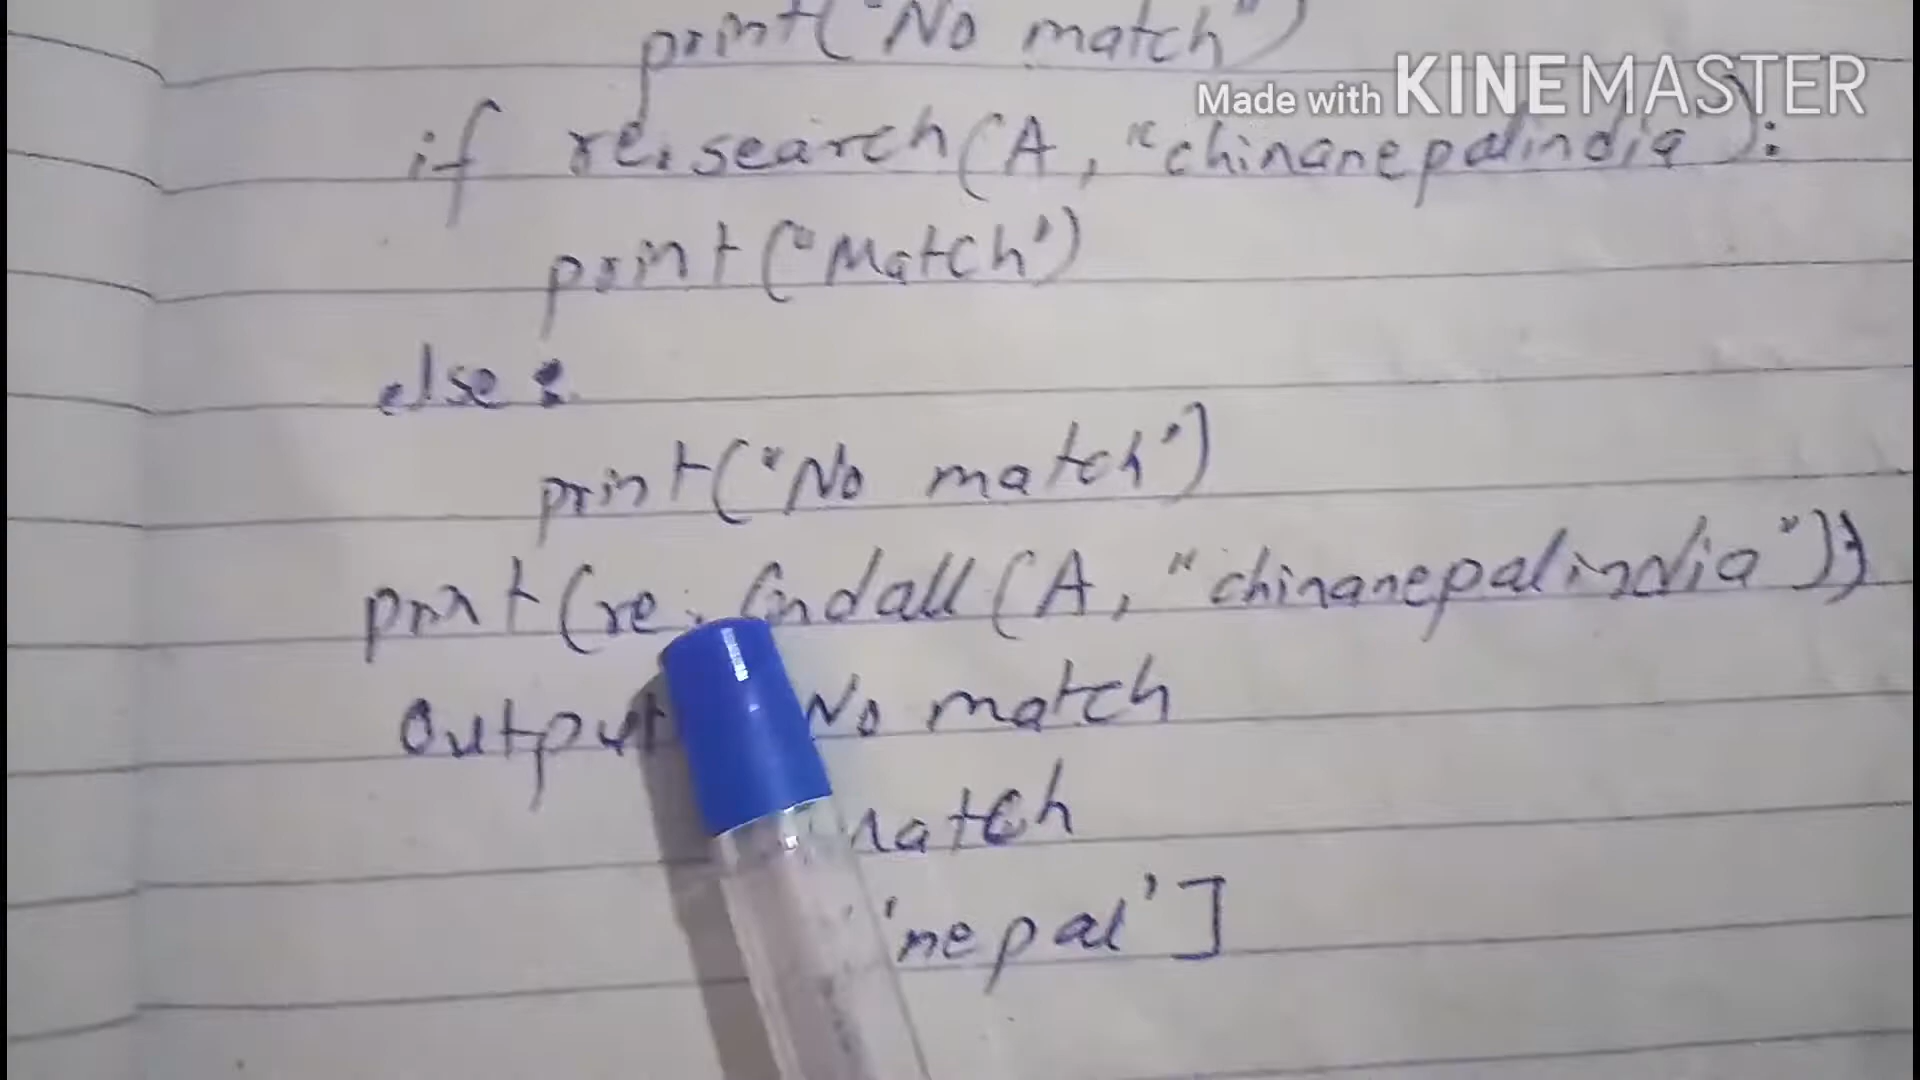 print("No match")
Made with KINEMASTER
if re.search(A, "chinanepalindia"):
print("Match")
else:
print("No match")
print(re.findall(A, "chinanepalindia"))
Output No match
match
'nepal']